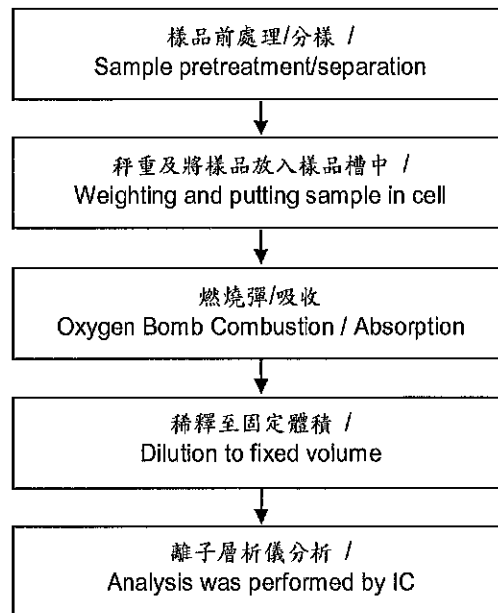 樣品前處理/分樣 /
Sample pretreatment/separation
秤重及將樣品放入樣品槽中 /
Weighting and putting sample in cell
燃燒彈/吸收
Oxygen Bomb Combustion / Absorption
稀釋至固定體積 /
Dilution to fixed volume
離子層析儀分析 /
Analysis was performed by IC